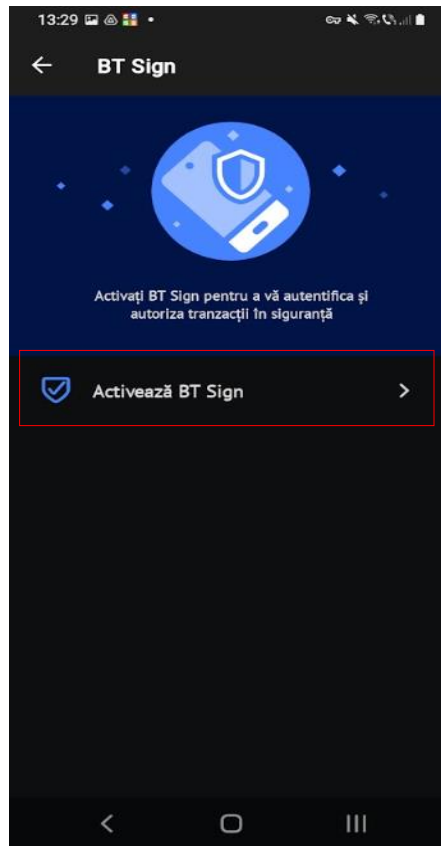 13:29
BT Sign
Activați BT Sign pentru a vă autentifica și
autoriza tranzacții în siguranță
Activează BT Sign